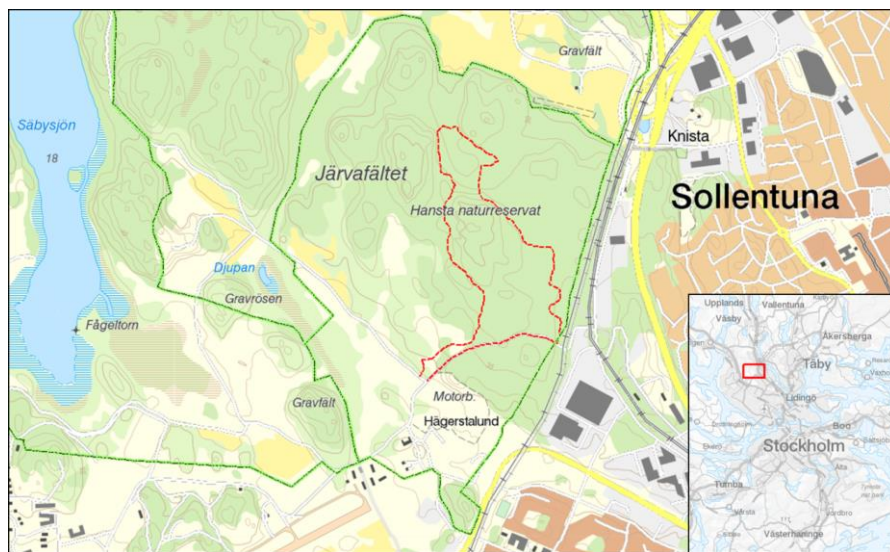 Gravfält
Säbysjön
Knista
18
Järvafältet
Sollentuna
Hansta naturreservat
Djupan
Gravrösen
Fågeltorn
Motorb.
Gravfält
Hägerstalund
Upplands
Väsby
Vallentuna
Åkersberga
Täby
Lidingö
Boo
Stockholm
Ekerö
Tumba
Västerhaninge